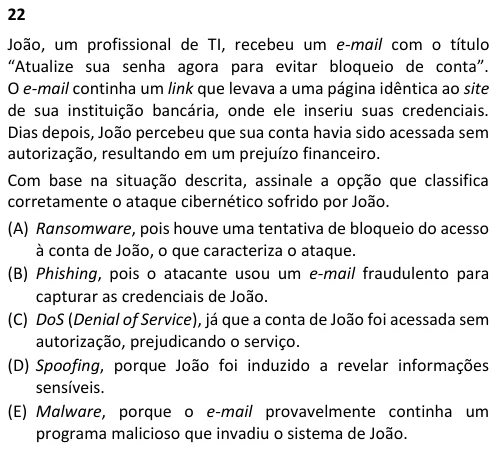 22
João, um profissional de TI, recebeu um e-mail com o título
“Atualize sua senha agora para evitar bloqueio de conta”.
O e-mail continha um link que levava a uma página idêntica ao site
de sua instituição bancária, onde ele inseriu suas credenciais.
Dias depois, João percebeu que sua conta havia sido acessada sem
autorização, resultando em um prejuízo financeiro.
Com base na situação descrita, assinale a opção que classifica
corretamente o ataque cibernético sofrido por João.
(A) Ransomware, pois houve uma tentativa de bloqueio do acesso
à conta de João, o que caracteriza o ataque.
(B) Phishing, pois o atacante usou um e-mail fraudulento para
capturar as credenciais de João.
(C) DoS (Denial of Service), já que a conta de João foi acessada sem
autorização, prejudicando o serviço.
(D) Spoofing, porque João foi induzido a revelar informações
sensíveis.
(E) Malware, porque o e-mail provavelmente continha um
programa malicioso que invadiu o sistema de João.